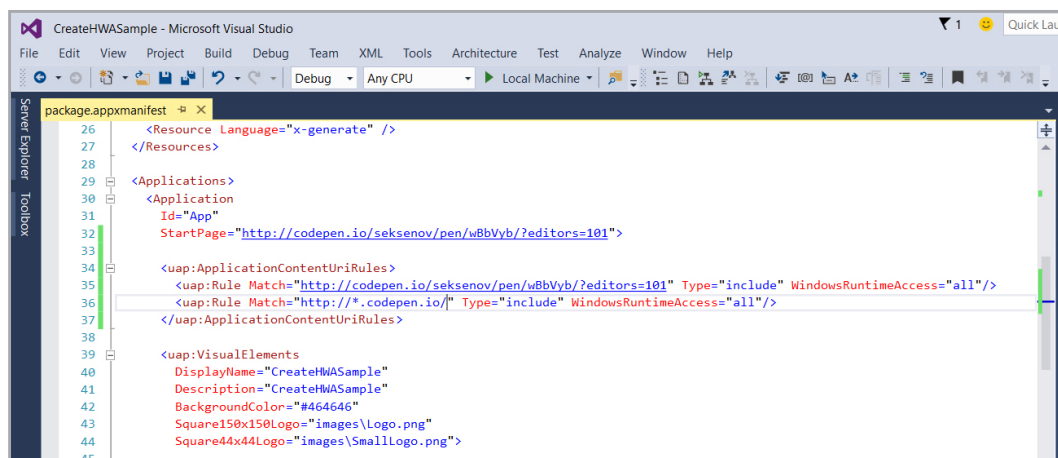 CreateHWASample - Microsoft Visual Studio
1
Quick Lau
File Edit View Project Build Debug Team XML Tools Architecture Test Analyze Window Help
Debug Any CPU Local Machine
Server Explorer
Toolbox
package.appxmanifest
26 <Resource Language="x-generate" />
27 </Resources>
28
29 <Applications>
30 <Application
31 Id="App"
32 StartPage="http://codepen.io/seksenov/pen/wBbVyb/?editors=101">
33
34 <uap:ApplicationContentUriRules>
35 <uap:Rule Match="http://codepen.io/seksenov/pen/wBbVyb/?editors=101" Type="include" WindowsRuntimeAccess="all"/>
36 <uap:Rule Match="http://*.codepen.io/" Type="include" WindowsRuntimeAccess="all"/>
37 </uap:ApplicationContentUriRules>
38
39 <uap:VisualElements
40 DisplayName="CreateHWASample"
41 Description="CreateHWASample"
42 BackgroundColor="#464646"
43 Square150x150Logo="images\Logo.png"
44 Square44x44Logo="images\SmallLogo.png">
45